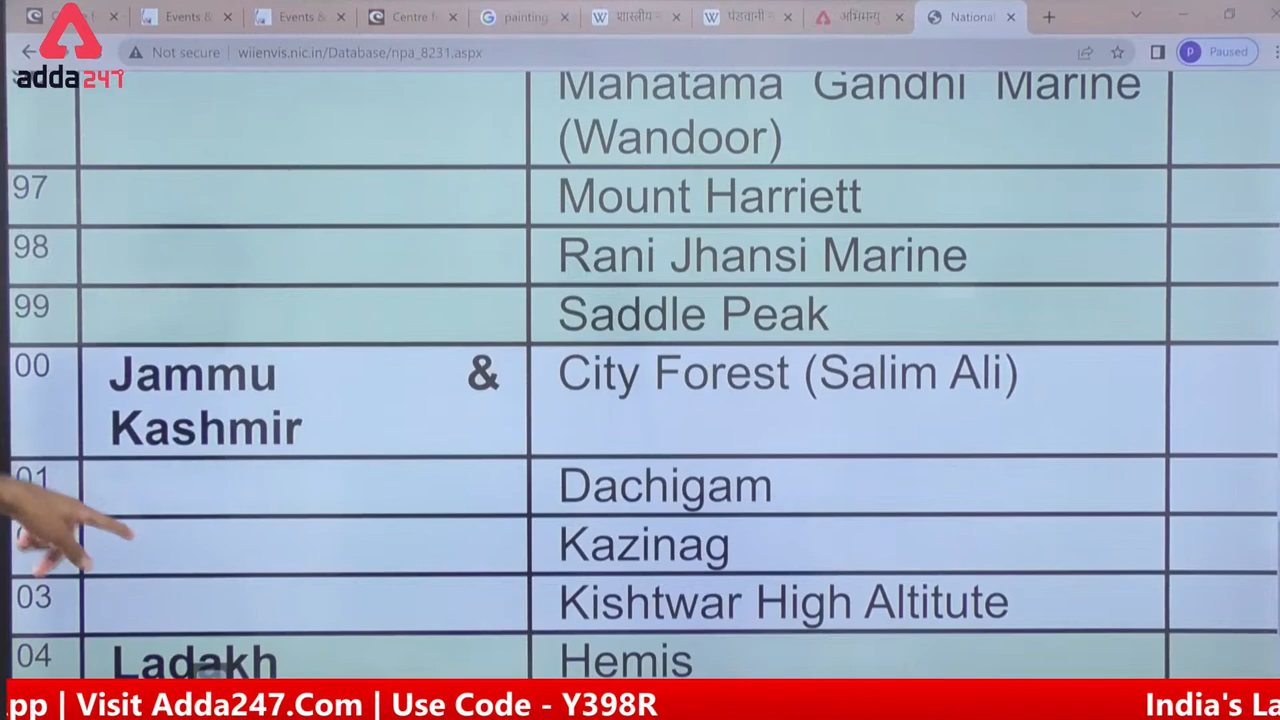 Events &
Events &
Centre f
painting
शास्त्रीय
पंडवानी -
अभिमन्यु
National
Not secure
wiienvis.nic.in/Database/npa_8231.aspx
P
Paused
adda247
Mahatama Gandhi Marine
(Wandoor)
97
Mount Harriett
98
Rani Jhansi Marine
99
Saddle Peak
00
Jammu &
Kashmir
City Forest (Salim Ali)
01
Dachigam
Kazinag
03
Kishtwar High Altitute
04
Ladakh
Hemis
pp | Visit Adda247.Com | Use Code - Y398R
India's La